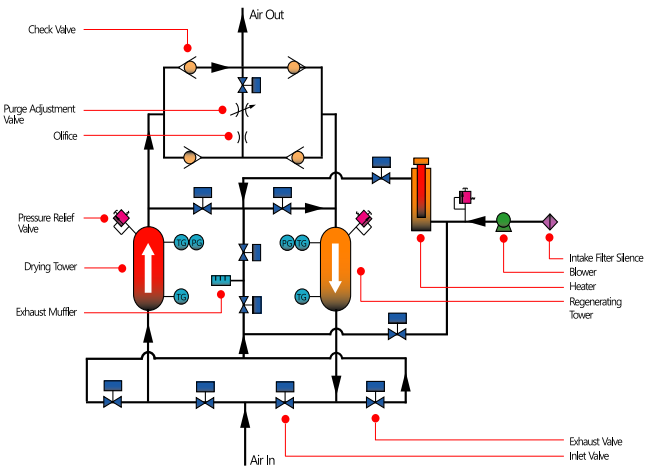 Air Out
Check Valve
Purge Adjustment
Valve
Olifice
Pressure Relief
Valve
TG PG
PG TG
Drying Tower
TG
TG
Exhaust Muffler
Intake Filter Silence
Blower
Heater
Regenerating
Tower
Exhaust Valve
Inlet Valve
Air In